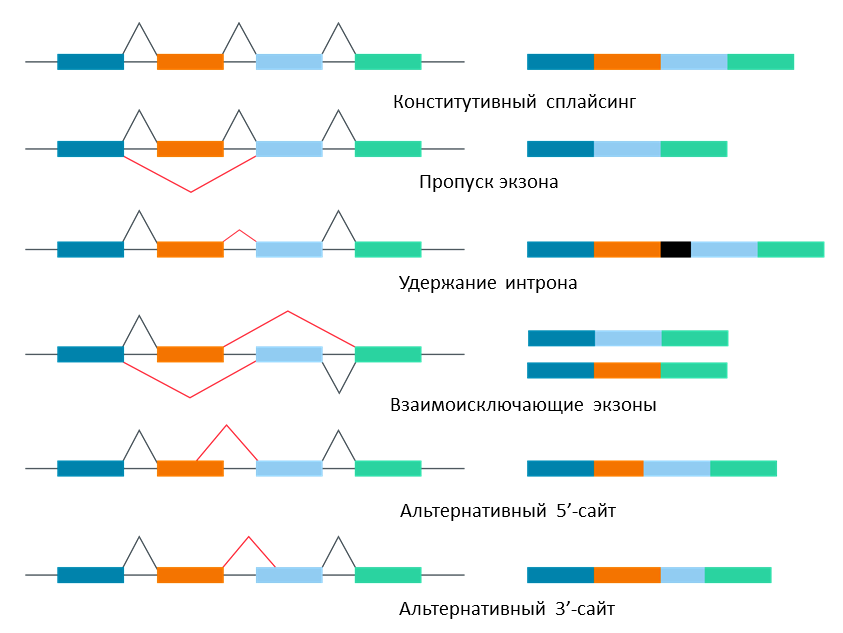 Конститутивный сплайсинг
Пропуск экзона
Удержание интрона
Взаимоисключающие экзоны
Альтернативный 5’-сайт
Альтернативный 3’-сайт